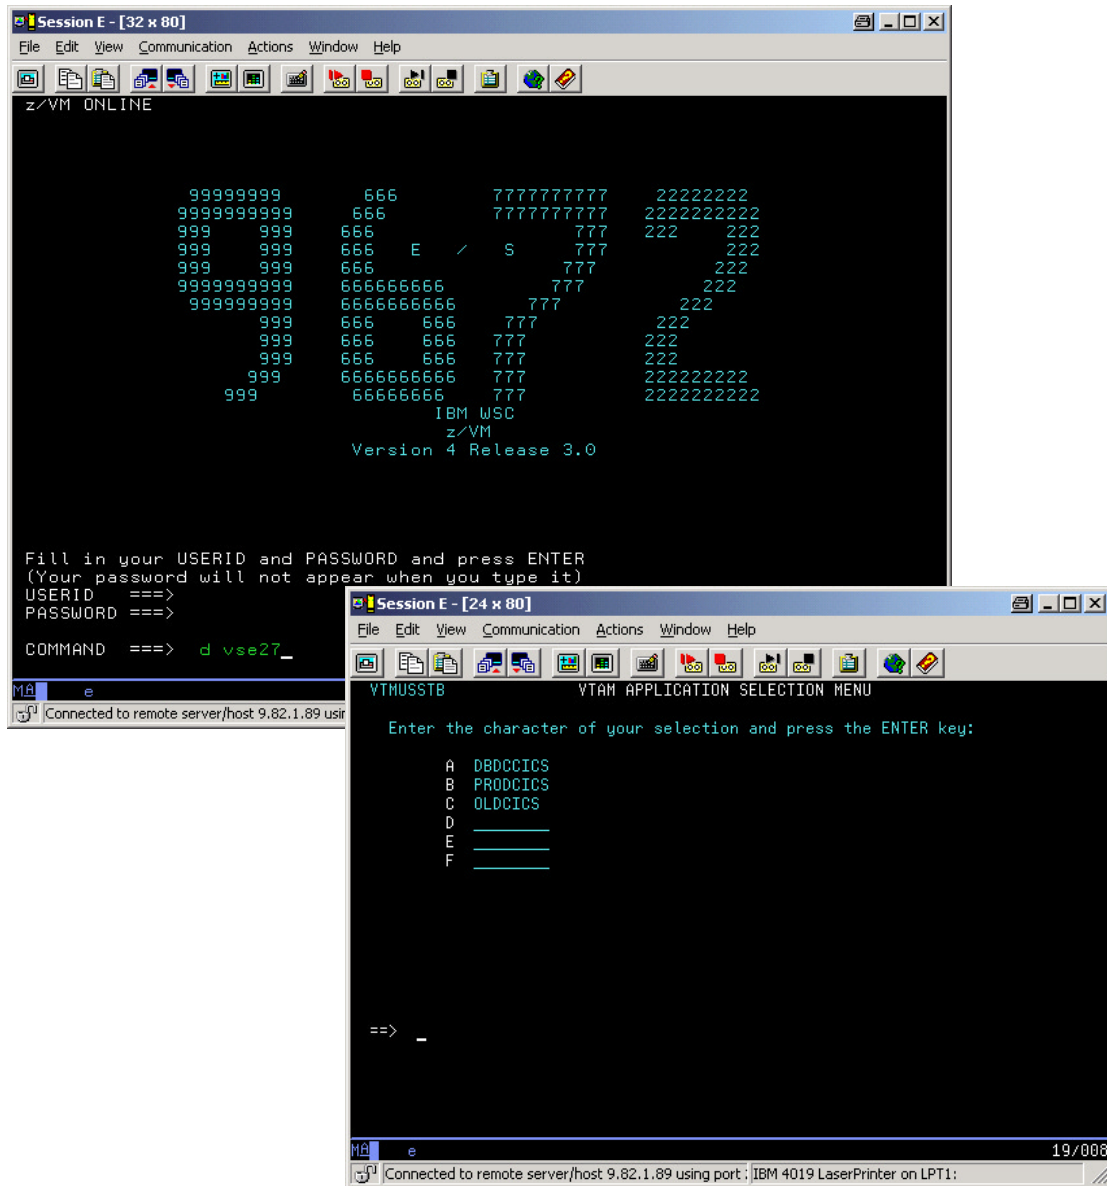 Session E - [32 x 80]
File Edit View Communication Actions Window Help
z/VM ONLINE
99999999 666 7777777777 22222222
9999999999 666 7777777777 2222222222
999 999 666 777 222 222
999 999 666 E / S 777 222
999 999 666 777 222
9999999999 666666666 777 222
999999999 6666666666 777 222
999 666 666 777 222
999 666 666 777 222
999 666 666 777 222
999 6666666666 777 222222222
999 66666666 777 2222222222
IBM WSC
z/VM
Version 4 Release 3.0
Fill in your USERID and PASSWORD and press ENTER
(Your password will not appear when you type it)
USERID ===>
PASSWORD ===>
COMMAND ===> d vse27_
MA e
Connected to remote server/host 9.82.1.89
Session E - [24 x 80]
File Edit View Communication Actions Window Help
VTMUSSTB VTAM APPLICATION SELECTION MENU
Enter the character of your selection and press the ENTER key:
A DBDCCICS
B PRODCICS
C OLDCICS
D ________
E ________
F ________
==> _
MA e 19/008
Connected to remote server/host 9.82.1.89 using port IBM 4019 LaserPrinter on LPT1: